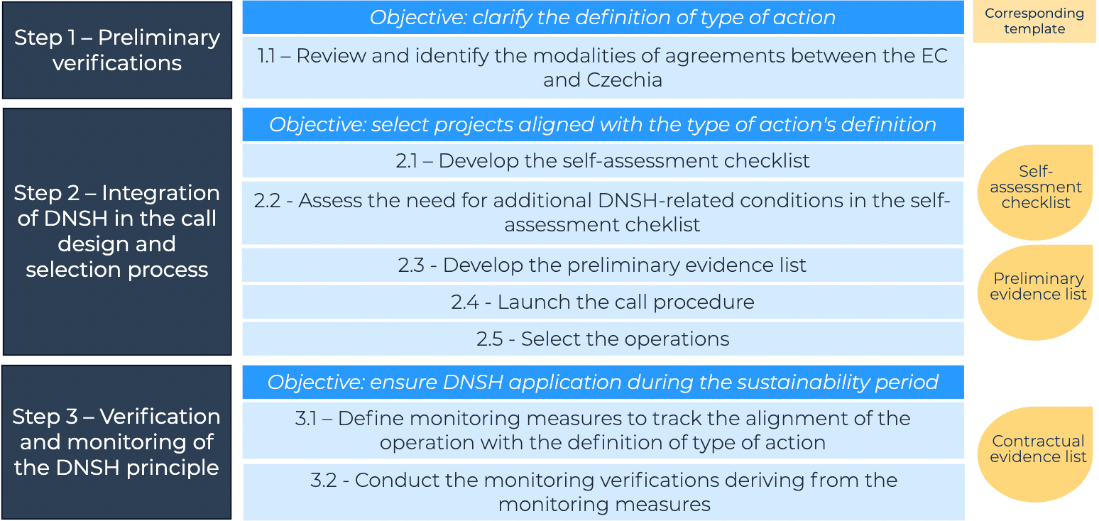 Step 1 – Preliminary
verifications
Objective: clarify the definition of type of action
1.1 – Review and identify the modalities of agreements between the EC
and Czechia
Corresponding
template
Step 2 – Integration
of DNSH in the call
design and
selection process
Objective: select projects aligned with the type of action's definition
2.1 – Develop the self-assessment checklist
2.2 - Assess the need for additional DNSH-related conditions in the self-
assessment cheklist
2.3 - Develop the preliminary evidence list
2.4 - Launch the call procedure
2.5 - Select the operations
Self-
assessment
checklist
Preliminary
evidence list
Step 3 – Verification
and monitoring of
the DNSH principle
Objective: ensure DNSH application during the sustainability period
3.1 – Define monitoring measures to track the alignment of the
operation with the definition of type of action
3.2 - Conduct the monitoring verifications deriving from the
monitoring measures
Contractual
evidence list